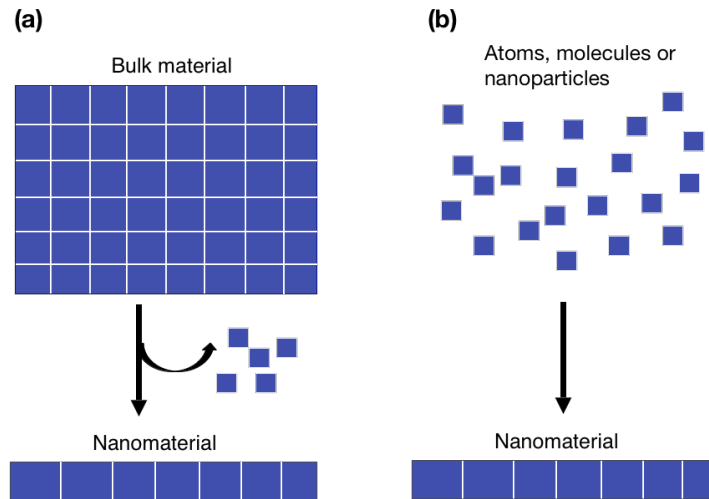 (a)
Bulk material
Nanomaterial
(b)
Atoms, molecules or
nanoparticles
Nanomaterial